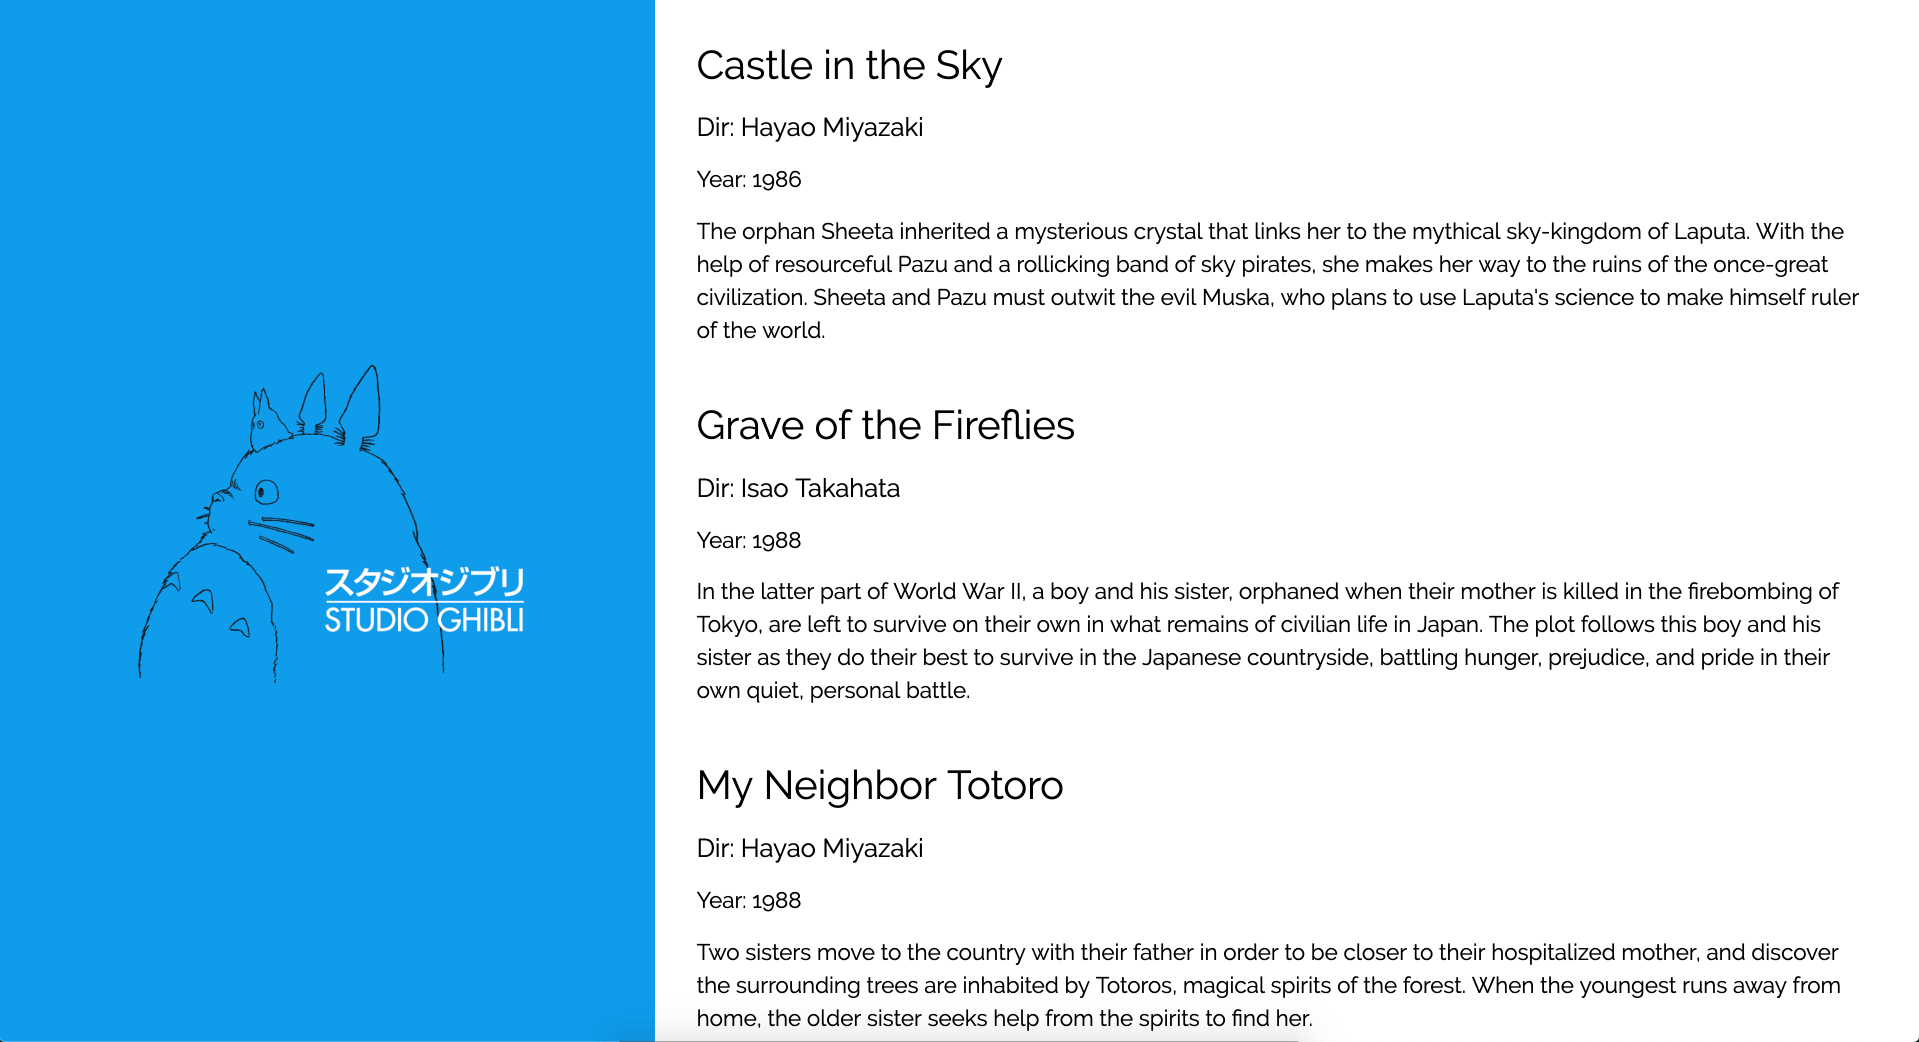 スタジオジブリ
STUDIO GHIBLI
Castle in the Sky
Dir: Hayao Miyazaki
Year: 1986
The orphan Sheeta inherited a mysterious crystal that links her to the mythical sky-kingdom of Laputa. With the
help of resourceful Pazu and a rollicking band of sky pirates, she makes her way to the ruins of the once-great
civilization. Sheeta and Pazu must outwit the evil Muska, who plans to use Laputa's science to make himself ruler
of the world.
Grave of the Fireflies
Dir: Isao Takahata
Year: 1988
In the latter part of World War II, a boy and his sister, orphaned when their mother is killed in the firebombing of
Tokyo, are left to survive on their own in what remains of civilian life in Japan. The plot follows this boy and his
sister as they do their best to survive in the Japanese countryside, battling hunger, prejudice, and pride in their
own quiet, personal battle.
My Neighbor Totoro
Dir: Hayao Miyazaki
Year: 1988
Two sisters move to the country with their father in order to be closer to their hospitalized mother, and discover
the surrounding trees are inhabited by Totoros, magical spirits of the forest. When the youngest runs away from
home, the older sister seeks help from the spirits to find her.